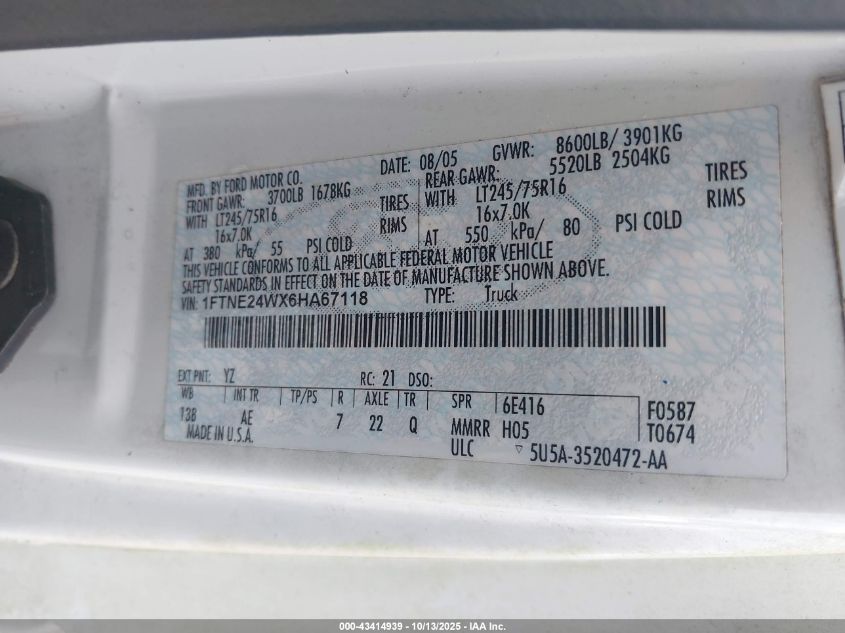 MFD. BY FORD MOTOR CO.
DATE: 08/05 GVWR: 8600LB/ 3901KG
FRONT GAWR: 3700LB 1678KG REAR GAWR: 5520LB 2504KG
WITH LT245/75R16 TIRES WITH LT245/75R16 TIRES
16x7.0K RIMS 16x7.0K RIMS
AT 380 kPa/ 55 PSI COLD AT 550 kPa/ 80 PSI COLD
THIS VEHICLE CONFORMS TO ALL APPLICABLE FEDERAL MOTOR VEHICLE
SAFETY STANDARDS IN EFFECT ON THE DATE OF MANUFACTURE SHOWN ABOVE.
VIN: 1FTNE24WX6HA67118 TYPE: Truck
EXT PNT: YZ RC: 21 DSO:
WB INT TR TP/PS R AXLE TR SPR 6E416 F0587
138 AE 7 22 Q MMRR H05 T0674
MADE IN U.S.A. ULC 5U5A-3520472-AA
000-43414939 | 10/13/2025 - IAA Inc.